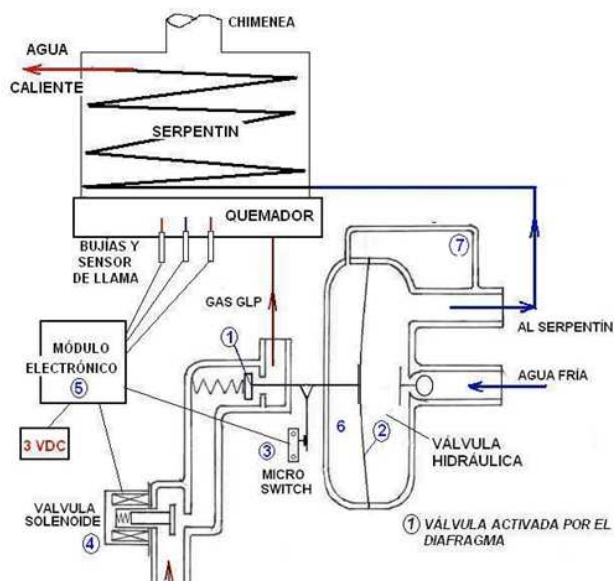 CHIMENEA
AGUA
CALIENTE
SERPENTIN
QUEMADOR
BUJÍAS Y
SENSOR
DE LLAMA
7
GAS GLP
AL SERPENTÍN
1
MÓDULO
ELECTRÓNICO
5
AGUA FRÍA
3 VDC
6
2
VÁLVULA
HIDRÁULICA
3
MICRO
SWITCH
VALVULA
SOLENOIDE
4
1 VÁLVULA ACTIVADA POR EL
DIAFRAGMA